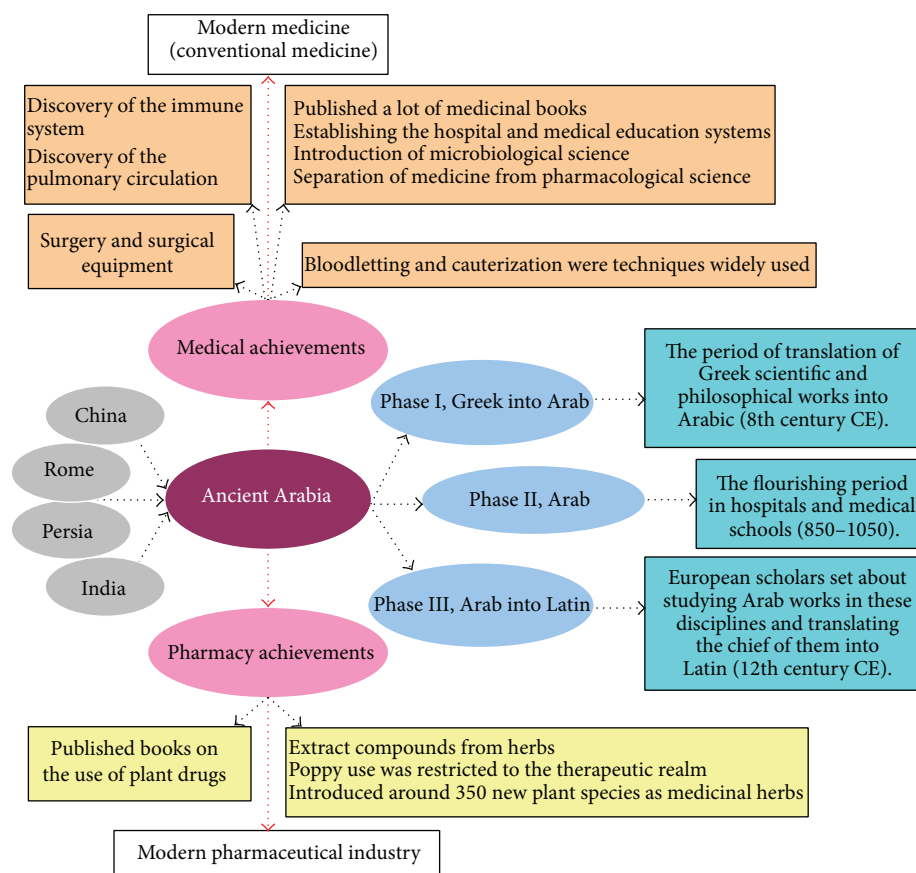 Modern medicine
(conventional medicine)
Discovery of the immune
system
Discovery of the
pulmonary circulation
Published a lot of medicinal books
Establishing the hospital and medical education systems
Introduction of microbiological science
Separation of medicine from pharmacological science
Surgery and surgical
equipment
Bloodletting and cauterization were techniques widely used
Medical achievements
China
Rome
Persia
India
Ancient Arabia
Phase I, Greek into Arab
The period of translation of
Greek scientific and
philosophical works into
Arabic (8th century CE).
Phase II, Arab
The flourishing period
in hospitals and medical
schools (850–1050).
Phase III, Arab into Latin
European scholars set about
studying Arab works in these
disciplines and translating
the chief of them into
Latin (12th century CE).
Pharmacy achievements
Published books on
the use of plant drugs
Extract compounds from herbs
Poppy use was restricted to the therapeutic realm
Introduced around 350 new plant species as medicinal herbs
Modern pharmaceutical industry